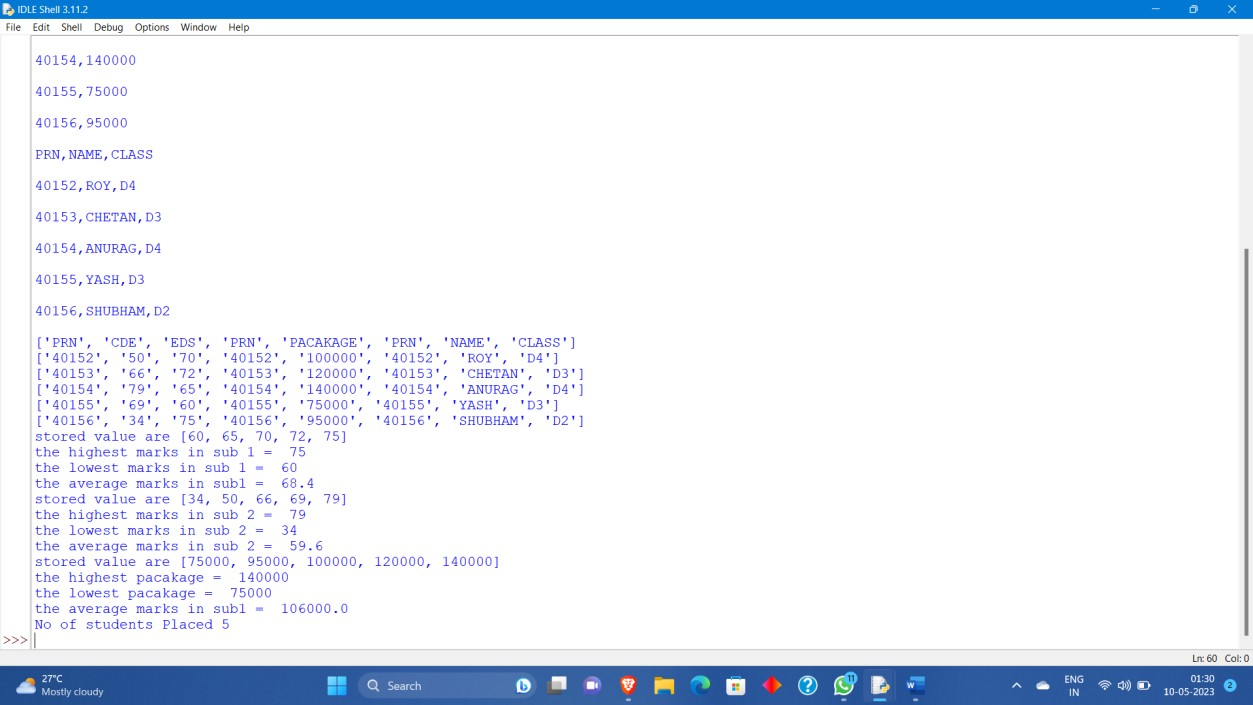 IDLE Shell 3.11.2
File Edit Shell Debug Options Window Help
40154,140000
40155,75000
40156,95000
PRN,NAME,CLASS
40152,ROY,D4
40153,CHETAN,D3
40154,ANURAG,D4
40155,YASH,D3
40156,SHUBHAM,D2
['PRN', 'CDE', 'EDS', 'PRN', 'PACAKAGE', 'PRN', 'NAME', 'CLASS']
['40152', '50', '70', '40152', '100000', '40152', 'ROY', 'D4']
['40153', '66', '72', '40153', '120000', '40153', 'CHETAN', 'D3']
['40154', '79', '65', '40154', '140000', '40154', 'ANURAG', 'D4']
['40155', '69', '60', '40155', '75000', '40155', 'YASH', 'D3']
['40156', '34', '75', '40156', '95000', '40156', 'SHUBHAM', 'D2']
stored value are [60, 65, 70, 72, 75]
the highest marks in sub 1 =  75
the lowest marks in sub 1 =  60
the average marks in sub1 =  68.4
stored value are [34, 50, 66, 69, 79]
the highest marks in sub 2 =  79
the lowest marks in sub 2 =  34
the average marks in sub 2 =  59.6
stored value are [75000, 95000, 100000, 120000, 140000]
the highest pacakage =  140000
the lowest pacakage =  75000
the average marks in sub1 =  106000.0
No of students Placed 5
>>>
Ln: 60 Col: 0
27°C
Mostly cloudy
Search
11
ENG
IN
01:30
10-05-2023
2